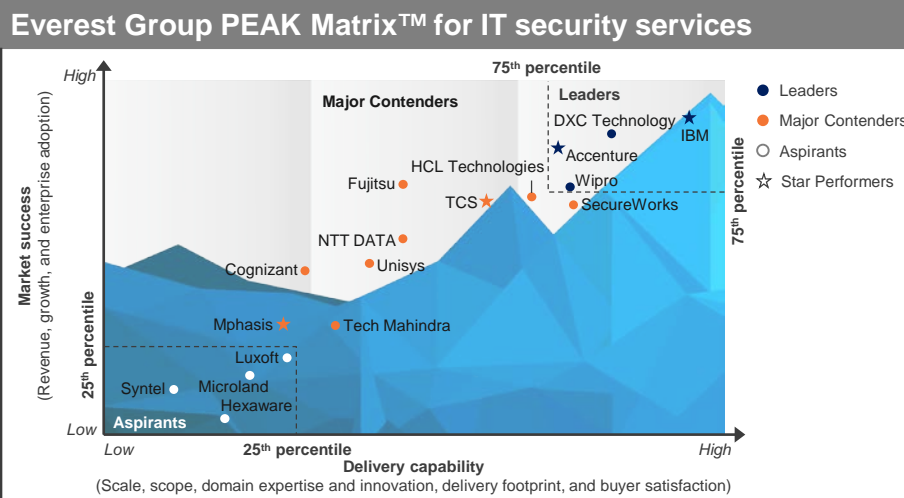 Everest Group PEAK Matrix™ for IT security services
High
75th percentile
Major Contenders
Leaders
DXC Technology
IBM
Accenture
HCL Technologies
Wipro
Fujitsu
TCS
SecureWorks
NTT DATA
Unisys
Cognizant
Mphasis
Tech Mahindra
Luxoft
Syntel
Microland
Hexaware
Aspirants
Low
Market success
(Revenue, growth, and enterprise adoption)
25th percentile
75th percentile
Leaders
Major Contenders
Aspirants
Star Performers
Low
25th percentile
High
Delivery capability
(Scale, scope, domain expertise and innovation, delivery footprint, and buyer satisfaction)